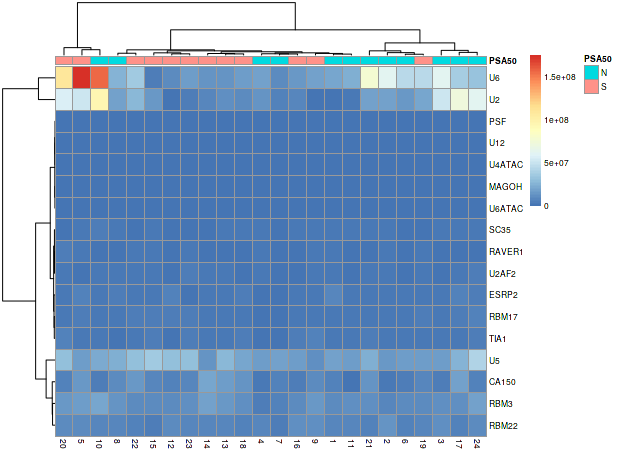 PSA50
U6
U2
PSF
U12
U4ATAC
MAGOH
U6ATAC
SC35
RAVER1
U2AF2
ESRP2
RBM17
TIA1
U5
CA150
RBM3
RBM22
20 5 10 8 22 15 12 23 14 13 18 4 7 16 9 1 11 21 2 6 19 3 17 24
1.5e+08
1e+08
5e+07
0
PSA50
N
S